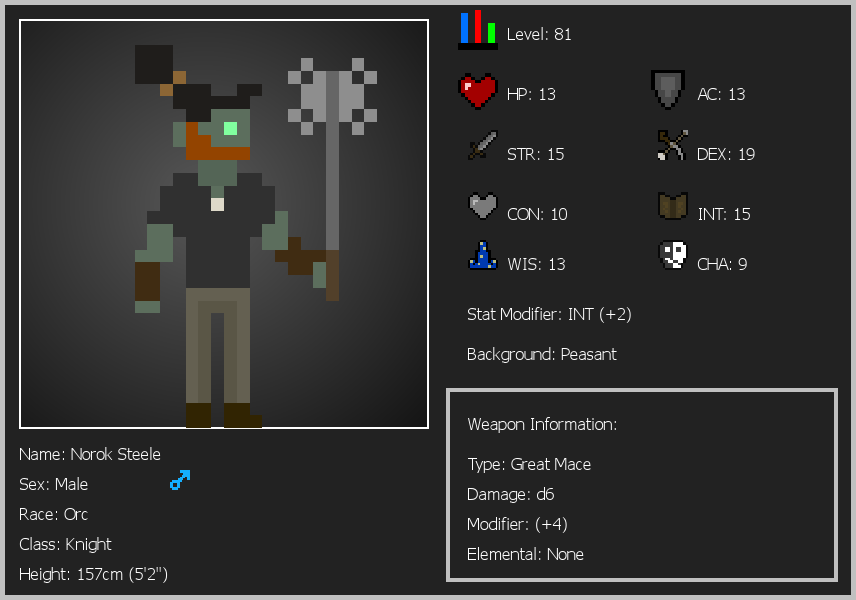 Level: 81
HP: 13
AC: 13
STR: 15
DEX: 19
CON: 10
INT: 15
WIS: 13
CHA: 9
Stat Modifier: INT (+2)
Background: Peasant
Weapon Information:
Type: Great Mace
Damage: d6
Modifier: (+4)
Elemental: None
Name: Norok Steele
Sex: Male
Race: Orc
Class: Knight
Height: 157cm (5'2")